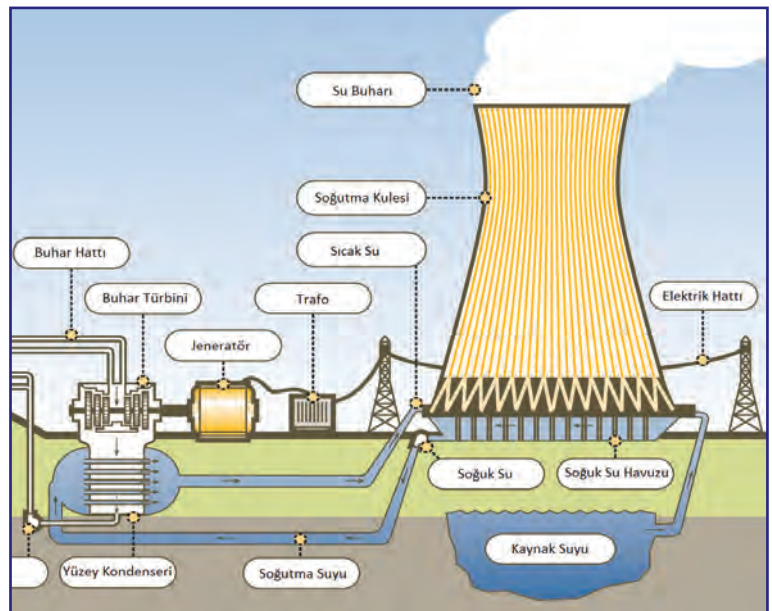 Su Buharı
Soğutma Kulesi
Buhar Hattı
Sıcak Su
Buhar Türbini
Trafo
Elektrik Hattı
Jeneratör
Soğuk Su
Soğuk Su Havuzu
Kaynak Suyu
Yüzey Kondenseri
Soğutma Suyu